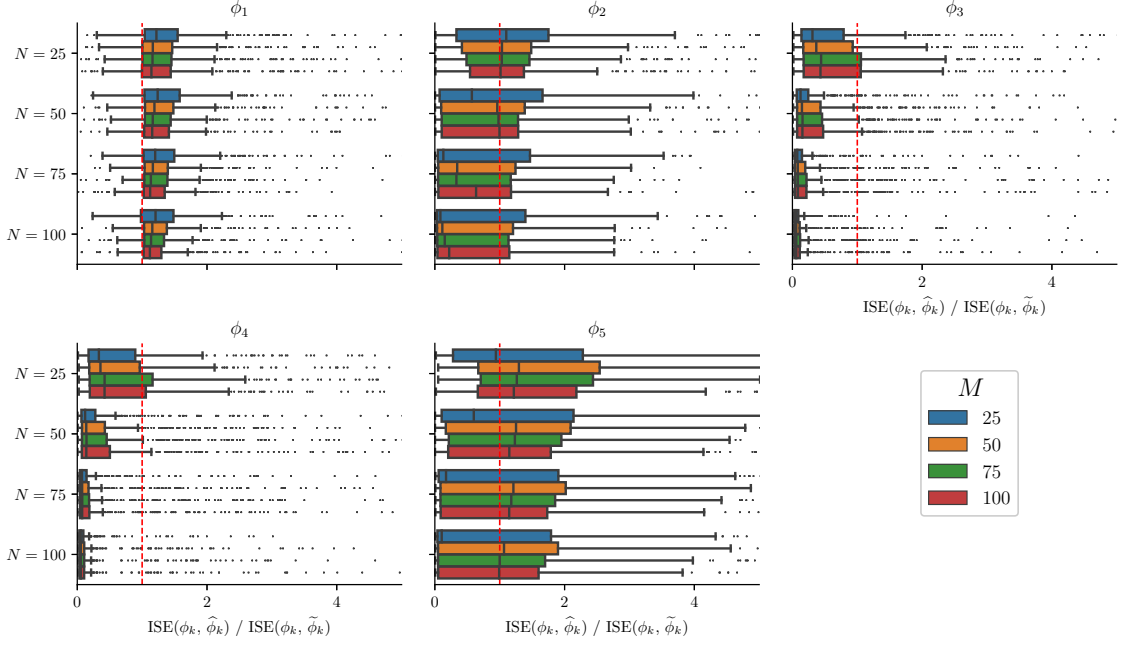 ϕ₁ ϕ₂ ϕ₃
N = 25
N = 50
N = 75
N = 100
0 2 4
ISE(ϕₖ, ϕ̂ₖ) / ISE(ϕₖ, ϕ̃ₖ)
ϕ₄ ϕ₅
N = 25
N = 50
N = 75
N = 100
0 2 4 0 2 4
ISE(ϕₖ, ϕ̂ₖ) / ISE(ϕₖ, ϕ̃ₖ) ISE(ϕₖ, ϕ̂ₖ) / ISE(ϕₖ, ϕ̃ₖ)
M
25
50
75
100